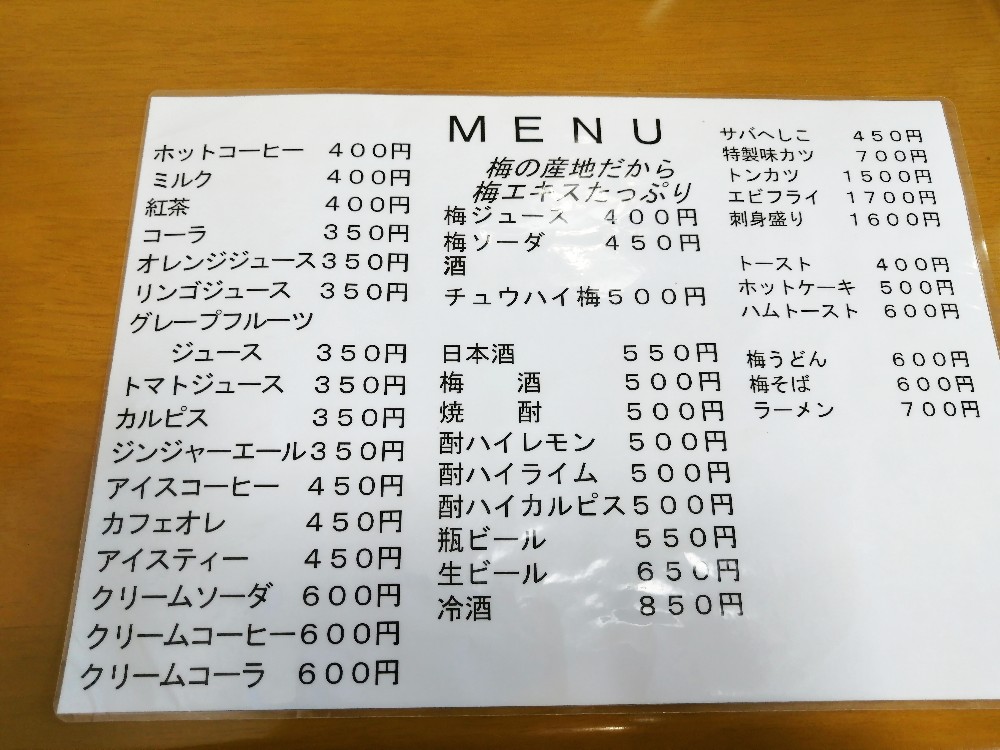 MENU
ホットコーヒー ４００円
ミルク ４００円
紅茶 ４００円
コーラ ３５０円
オレンジジュース３５０円
リンゴジュース ３５０円
グレープフルーツ
ジュース ３５０円
トマトジュース ３５０円
カルピス ３５０円
ジンジャーエール３５０円
アイスコーヒー ４５０円
カフェオレ ４５０円
アイスティー ４５０円
クリームソーダ ６００円
クリームコーヒー６００円
クリームコーラ ６００円
梅の産地だから
梅エキスたっぷり
梅ジュース ４００円
梅ソーダ ４５０円
酒
チュウハイ梅５００円
日本酒 ５５０円
梅 酒 ５００円
焼 酎 ５００円
酎ハイレモン ５００円
酎ハイライム ５００円
酎ハイカルピス５００円
瓶ビール ５５０円
生ビール ６５０円
冷酒 ８５０円
サバへしこ ４５０円
特製味カツ ７００円
トンカツ １５００円
エビフライ １７００円
刺身盛り １６００円
トースト ４００円
ホットケーキ ５００円
ハムトースト ６００円
梅うどん ６００円
梅そば ６００円
ラーメン ７００円